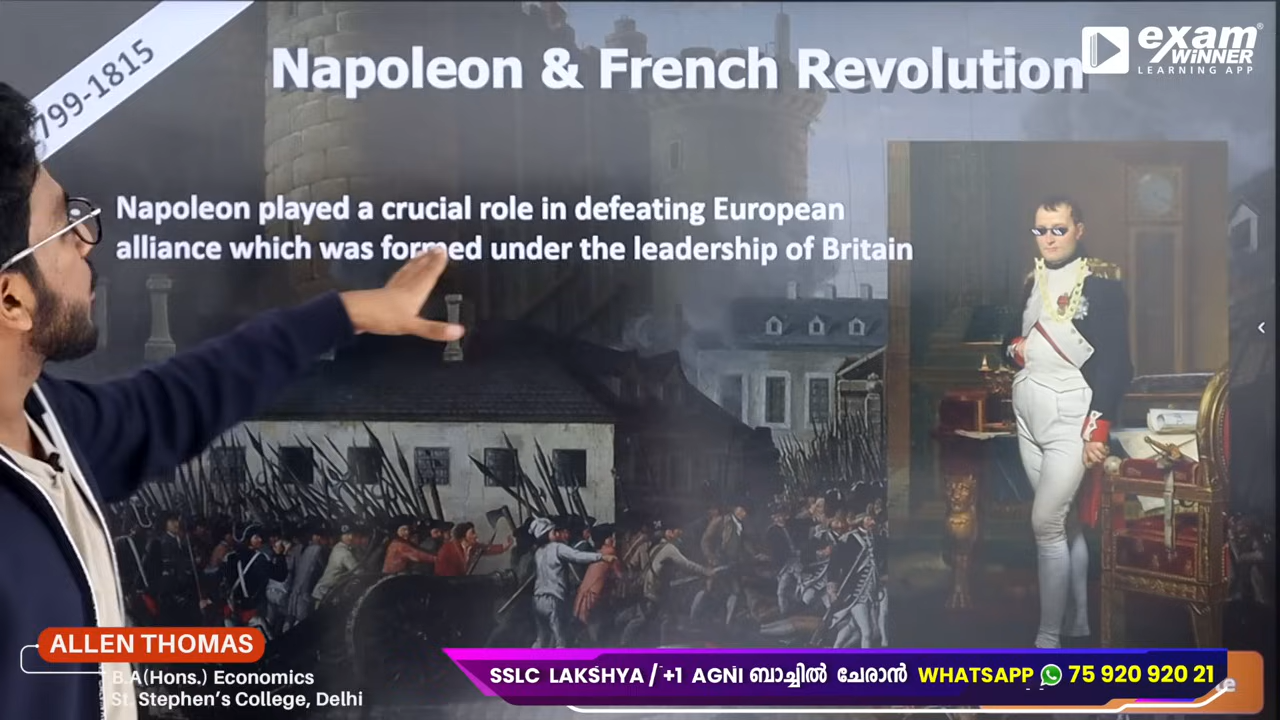 1799-1815
Napoleon & French Revolution
exam
WiNNER
LEARNING APP
Napoleon played a crucial role in defeating European
alliance which was formed under the leadership of Britain
ALLEN THOMAS
B.A(Hons.) Economics
St. Stephen's College, Delhi
SSLC LAKSHYA / +1 AGNI ബാച്ചിൽ ചേരാൻ WHATSAPP 75 920 920 21